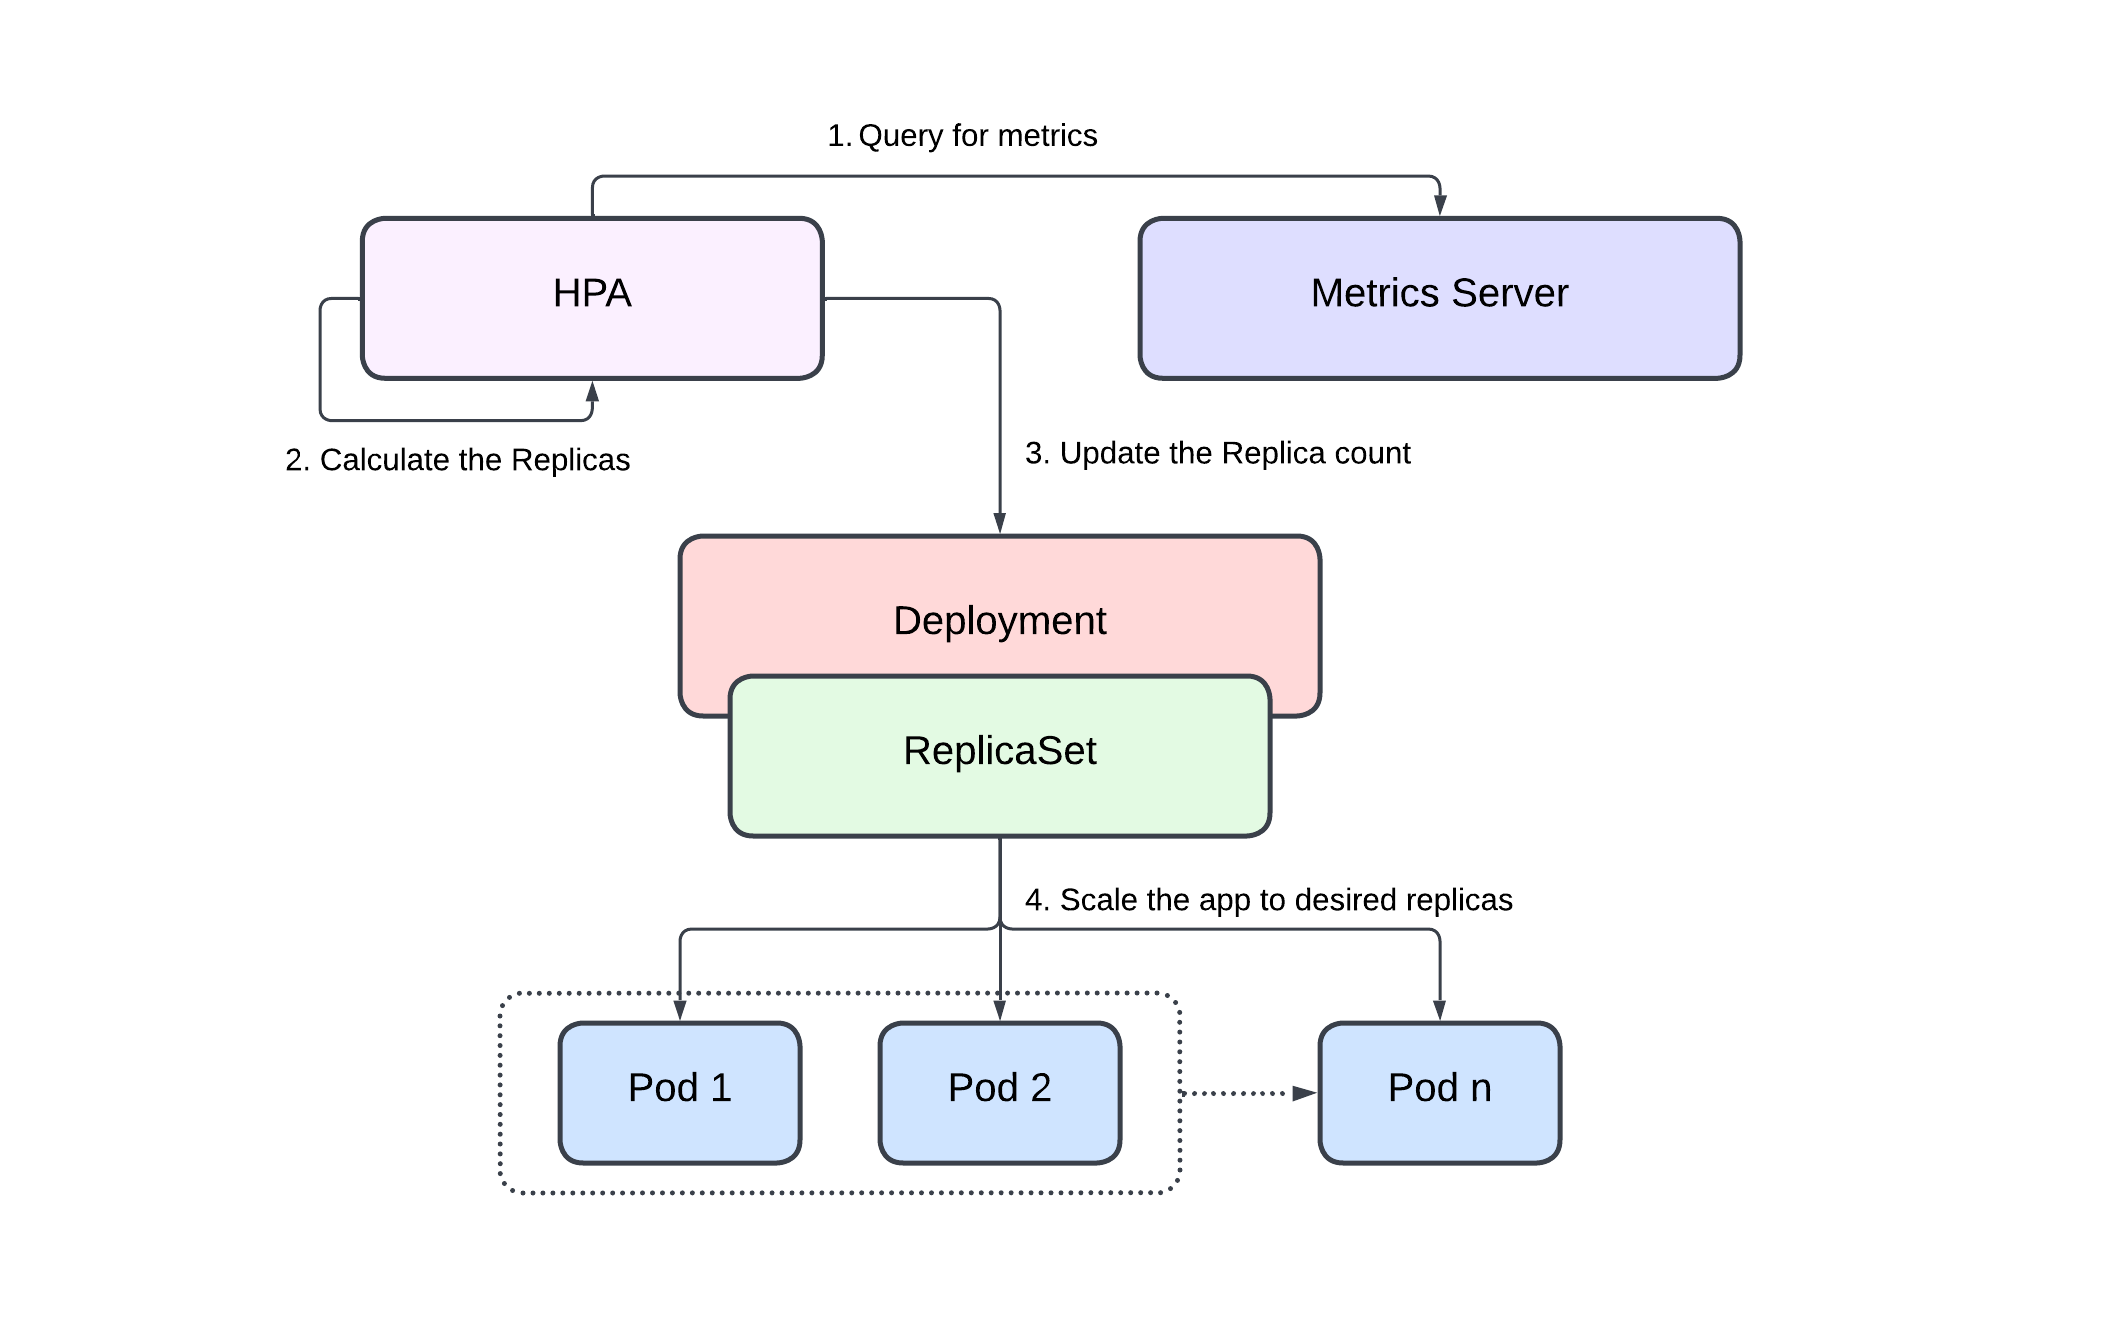 1. Query for metrics
HPA
Metrics Server
2. Calculate the Replicas
3. Update the Replica count
Deployment
ReplicaSet
4. Scale the app to desired replicas
Pod 1
Pod 2
Pod n